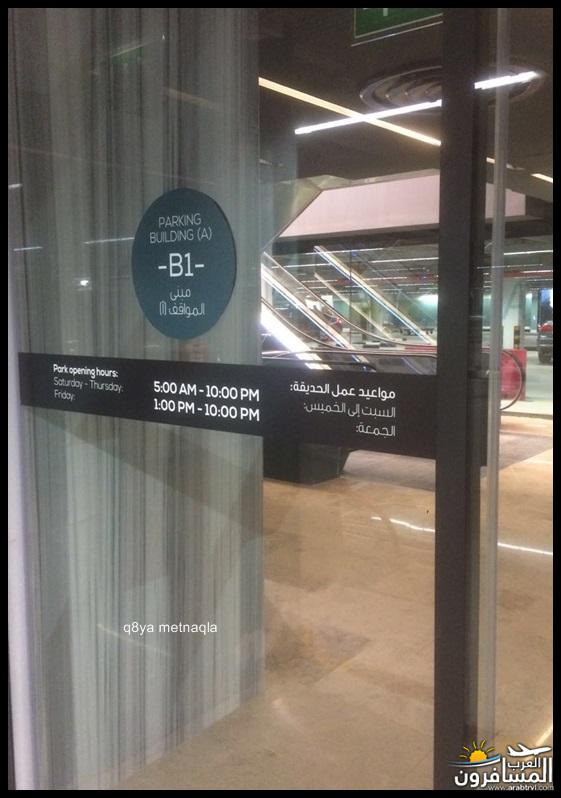 PARKING
BUILDING (A)
-B1-
مبنى
المواقف (أ)
Park opening hours:
Saturday - Thursday:
Friday:
5:00 AM - 10:00 PM
1:00 PM - 10:00 PM
مواعيد عمل الحديقة:
السبت إلى الخميس:
الجمعة:
q8ya metnaqla
العرب
المسافرون
www.arabtrvl.com